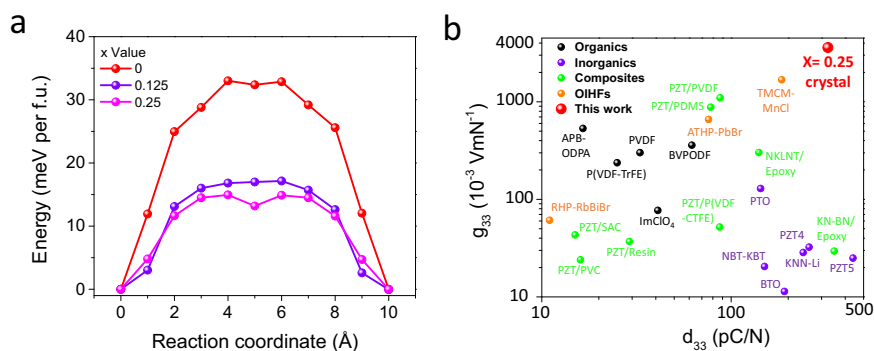 a
x Value
0
0.125
0.25
40
30
20
10
0
0 2 4 6 8 10
Energy (meV per f.u.)
Reaction coordinate (Å)
b
Organics
Inorganics
Composites
OIHFs
This work
X= 0.25
crystal
4000
1000
100
10
10 100 500
g33 (10-3 VmN-1)
d33 (pC/N)
PZT/PVDF
PZT/PDMS
TMCM-
MnCl
ATHP-PbBr
APB-
ODPA
PVDF
BVPODF
P(VDF-TrFE)
NKLNT/
Epoxy
PTO
ImClO4
PZT/P(VDF
-CTFE)
RHP-RbBiBr
PZT/SAC
PZT/Resin
PZT/PVC
PZT4
KN-BN/
Epoxy
NBT-KBT
KNN-Li
PZT5
BTO